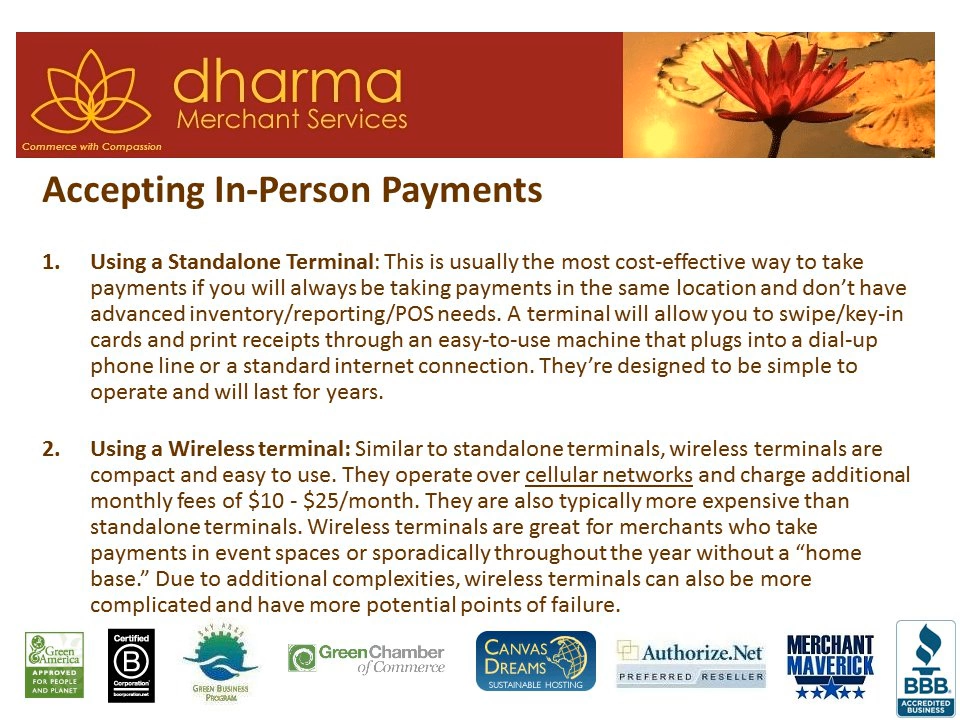 dharma
Merchant Services
Commerce with Compassion
Accepting In-Person Payments
1. Using a Standalone Terminal: This is usually the most cost-effective way to take
payments if you will always be taking payments in the same location and don’t have
advanced inventory/reporting/POS needs. A terminal will allow you to swipe/key-in
cards and print receipts through an easy-to-use machine that plugs into a dial-up
phone line or a standard internet connection. They’re designed to be simple to
operate and will last for years.
2. Using a Wireless terminal: Similar to standalone terminals, wireless terminals are
compact and easy to use. They operate over cellular networks and charge additional
monthly fees of $10 - $25/month. They are also typically more expensive than
standalone terminals. Wireless terminals are great for merchants who take
payments in event spaces or sporadically throughout the year without a “home
base.” Due to additional complexities, wireless terminals can also be more
complicated and have more potential points of failure.
Green
America
APPROVED
FOR PEOPLE
AND PLANET
Certified
B
Corporation
bcorporation.net
BAY AREA
GREEN BUSINESS
PROGRAM
GreenChamber
of Commerce
CANVAS
DREAMS
SUSTAINABLE HOSTING
Authorize.Net
PREFERRED RESELLER
MERCHANT
MAVERICK
BBB.
ACCREDITED
BUSINESS